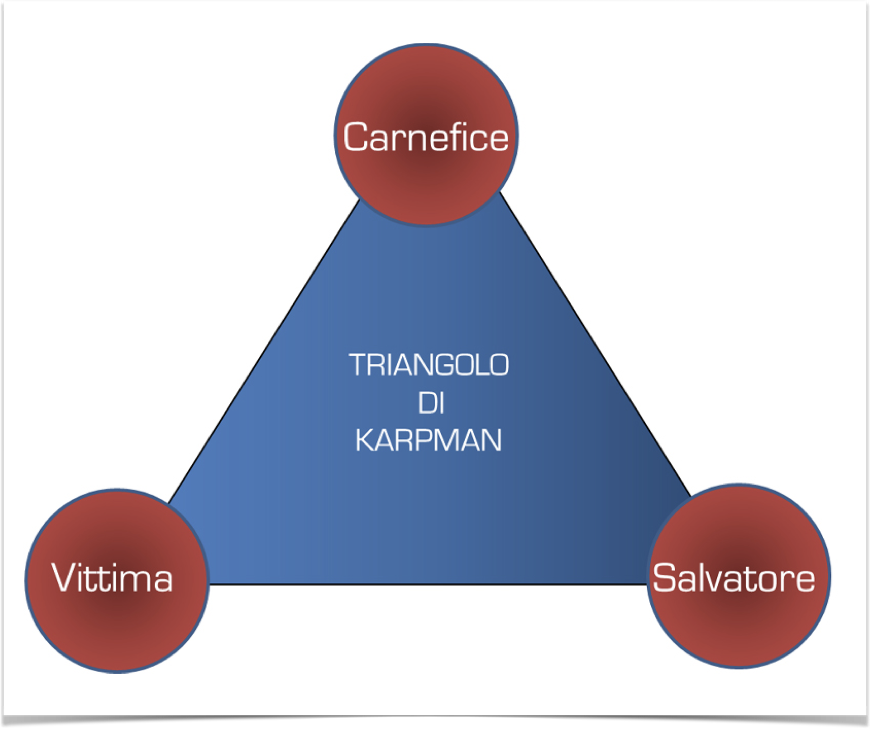 Carnefice
TRIANGOLO
DI
KARPMAN
Vittima
Salvatore